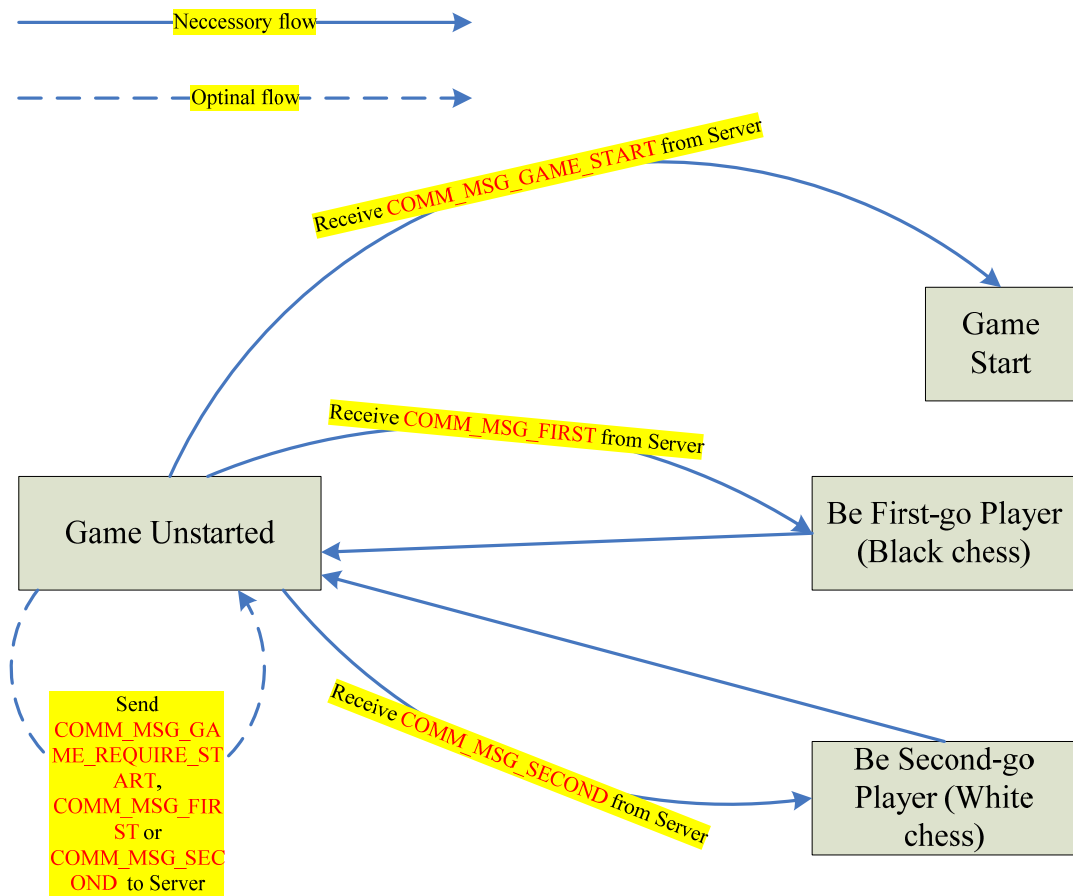 Neccessory flow
Optinal flow
Receive COMM_MSG_GAME_START from Server
Game
Start
Receive COMM_MSG_FIRST from Server
Game Unstarted
Be First-go Player
(Black chess)
Receive COMM_MSG_SECOND from Server
Send
COMM_MSG_GA
ME_REQUIRE_ST
ART,
COMM_MSG_FIR
ST or
COMM_MSG_SEC
OND to Server
Be Second-go
Player (White
chess)